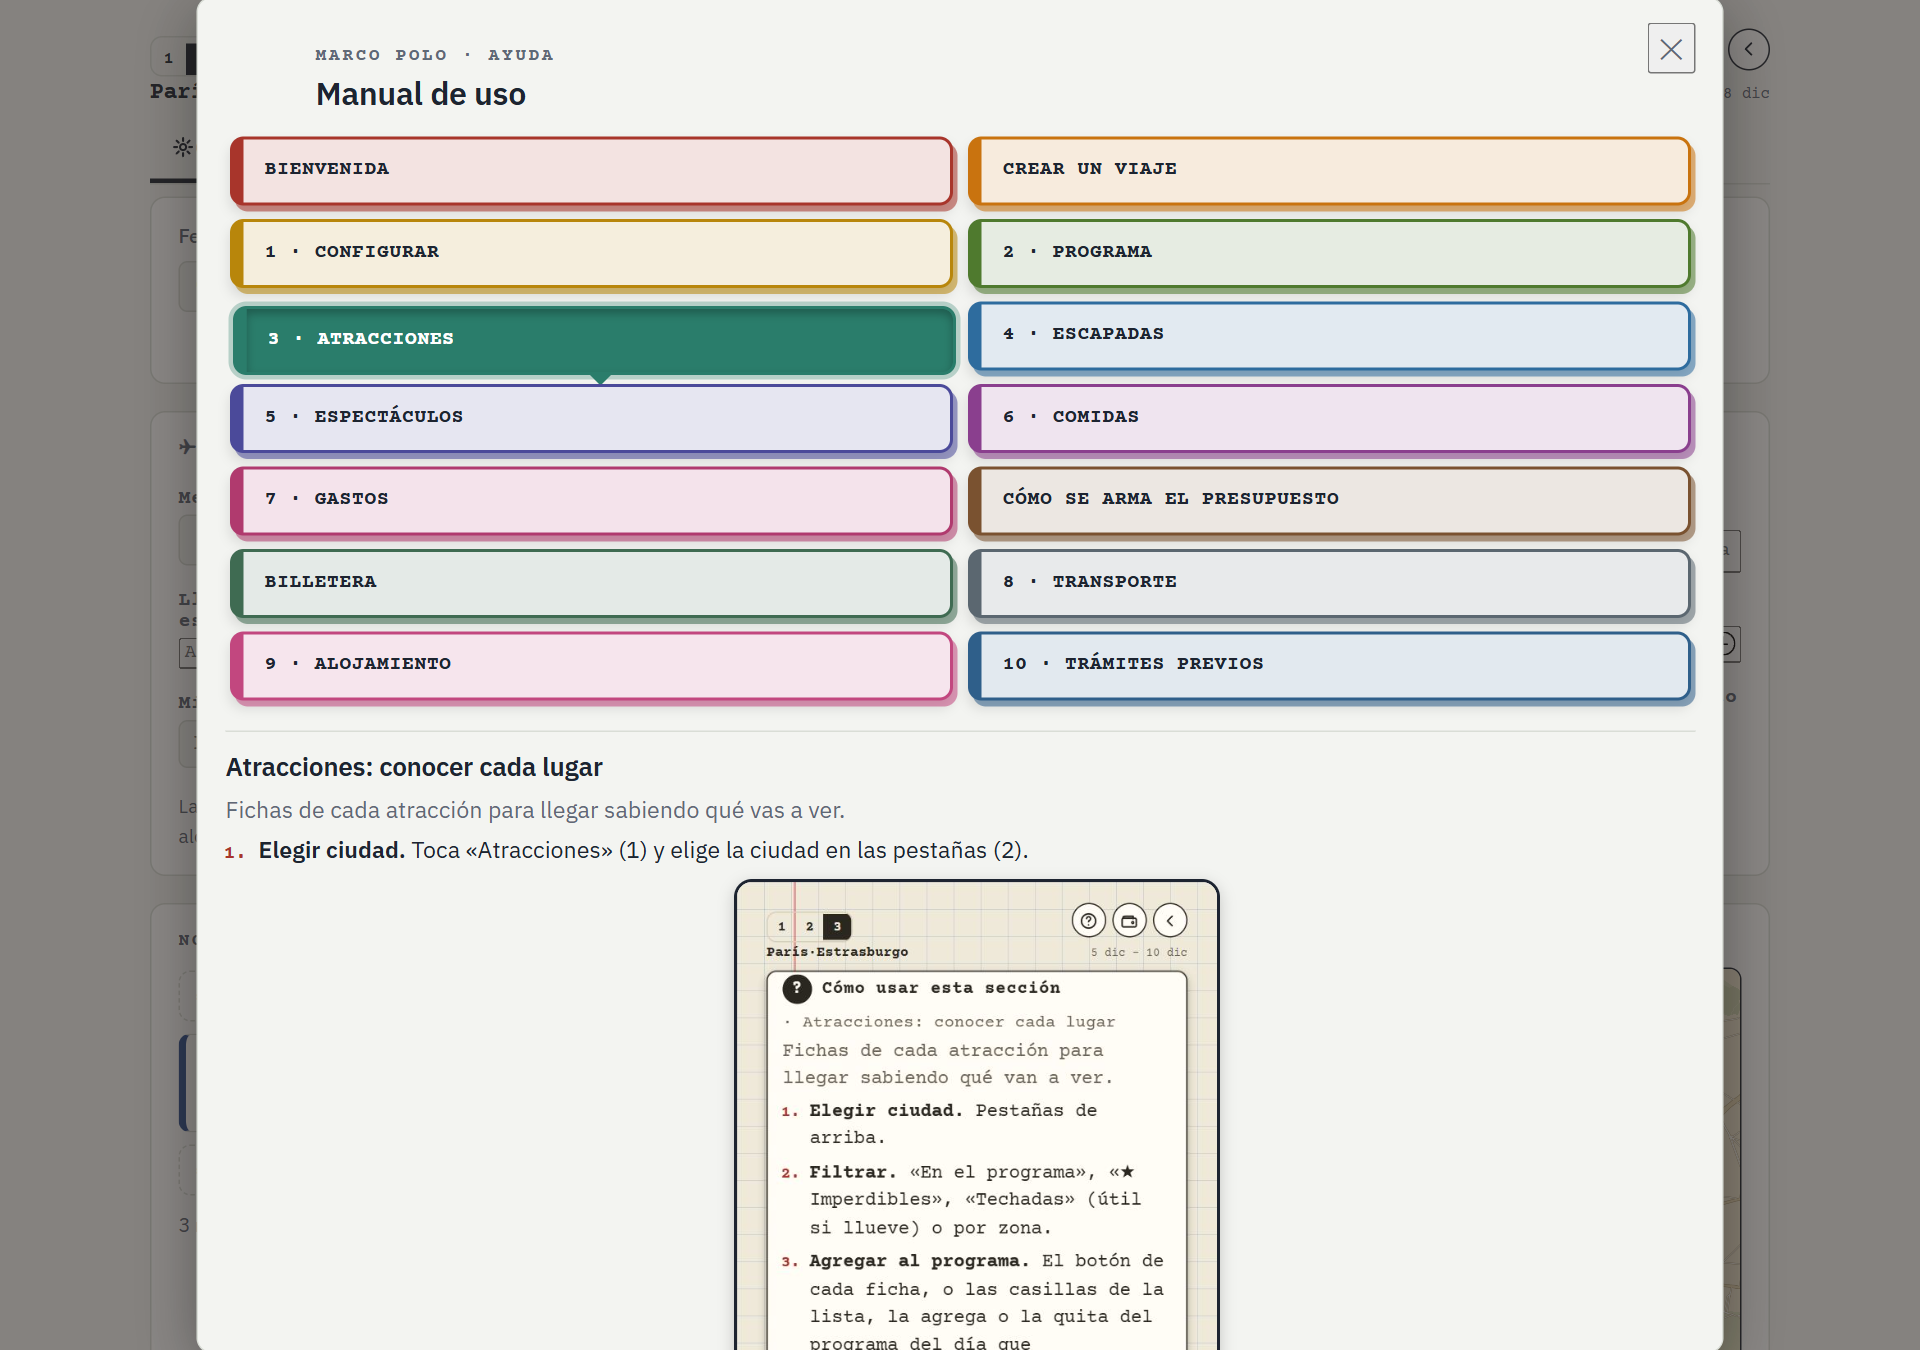 1
Parí
8 dic
MARCO POLO · AYUDA
Manual de uso
BIENVENIDA
CREAR UN VIAJE
1 · CONFIGURAR
2 · PROGRAMA
3 · ATRACCIONES
4 · ESCAPADAS
5 · ESPECTÁCULOS
6 · COMIDAS
7 · GASTOS
CÓMO SE ARMA EL PRESUPUESTO
BILLETERA
8 · TRANSPORTE
9 · ALOJAMIENTO
10 · TRÁMITES PREVIOS
Atracciones: conocer cada lugar
Fichas de cada atracción para llegar sabiendo qué vas a ver.
1. Elegir ciudad. Toca «Atracciones» (1) y elige la ciudad en las pestañas (2).
1 2 3
París·Estrasburgo
5 dic – 10 dic
? Cómo usar esta sección
· Atracciones: conocer cada lugar
Fichas de cada atracción para
llegar sabiendo qué van a ver.
1. Elegir ciudad. Pestañas de
arriba.
2. Filtrar. «En el programa», «★
Imperdibles», «Techadas» (útil
si llueve) o por zona.
3. Agregar al programa. El botón de
cada ficha, o las casillas de la
lista, la agrega o la quita del
programa del día que